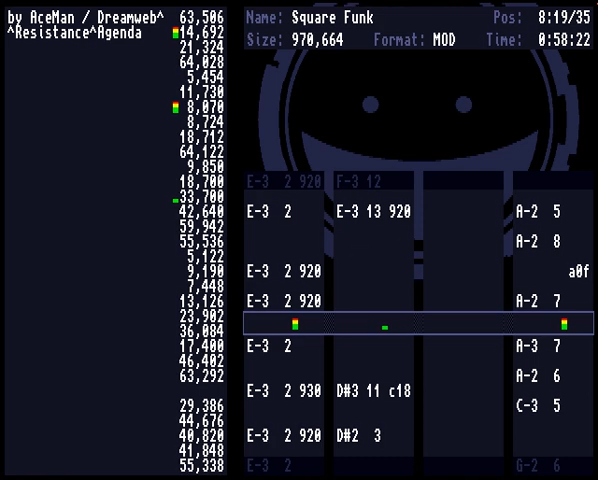 by AceMan / Dreamweb^ 63,506
^Resistance^Agenda 14,692
21,324
64,028
5,454
11,730
8,070
8,724
18,712
64,122
9,850
18,700
33,700
42,640
59,942
55,536
5,122
9,190
7,448
13,126
23,902
36,084
17,400
46,402
63,292
29,386
44,676
40,820
41,848
55,338
Name: Square Funk Pos: 8:19/35
Size: 970,664 Format: MOD Time: 0:58:22
E-3 2 920 F-3 12
E-3 2 E-3 13 920 A-2 5
A-2 8
E-3 2 920 a0f
E-3 2 920 A-2 7
E-3 2 A-3 7
A-2 6
E-3 2 930 D#3 11 c18 C-3 5
E-3 2 920 D#2 3
E-3 2 G-2 6